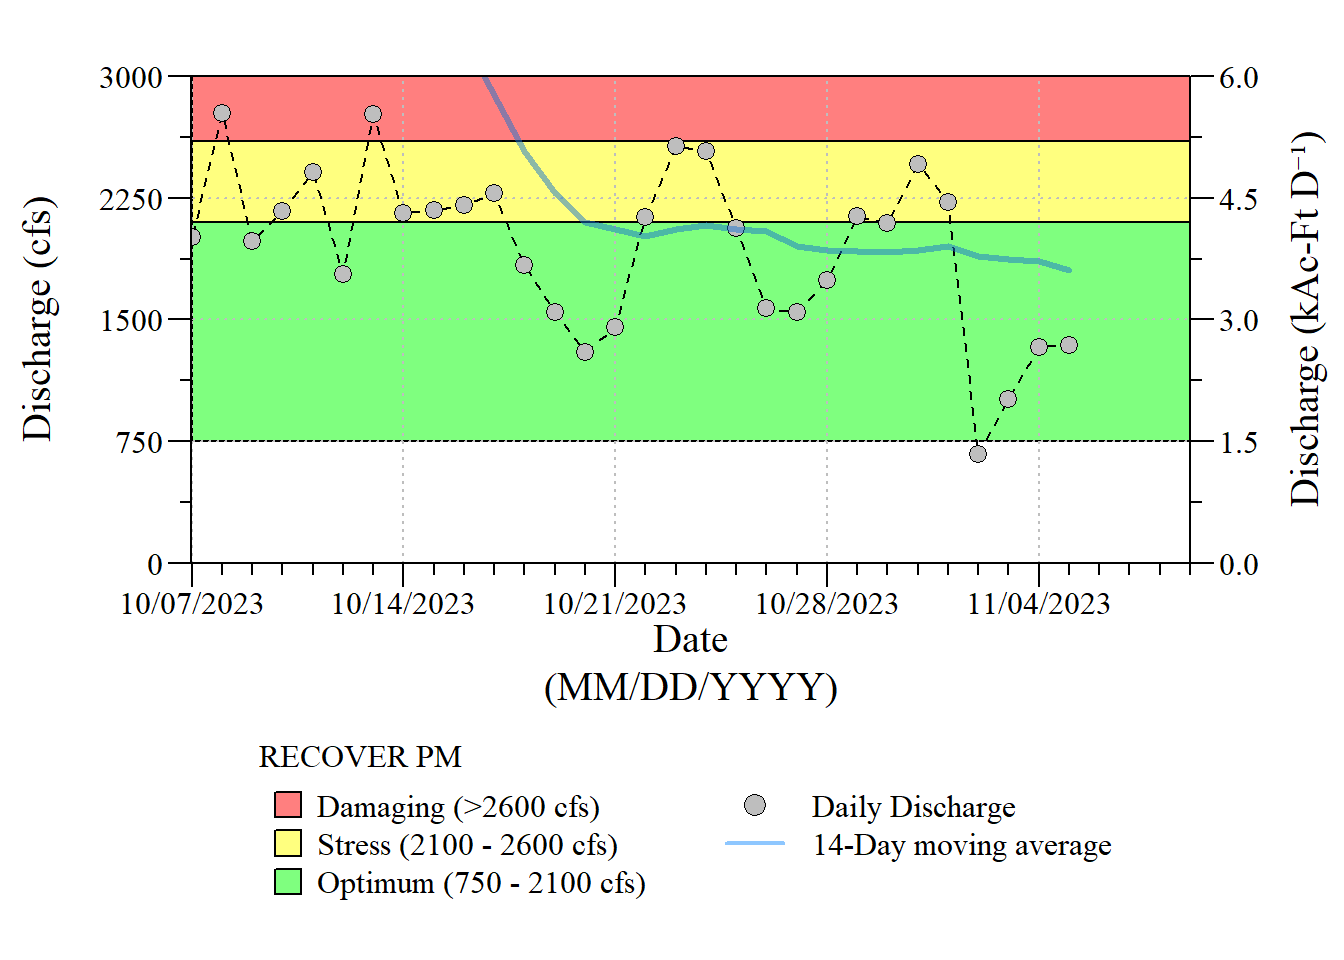 3000
2250
1500
750
0
Discharge (cfs)
6.0
4.5
3.0
1.5
0.0
Discharge (kAc-Ft D⁻¹)
10/07/2023 10/14/2023 10/21/2023 10/28/2023 11/04/2023
Date
(MM/DD/YYYY)
RECOVER PM
Damaging (>2600 cfs)
Stress (2100 - 2600 cfs)
Optimum (750 - 2100 cfs)
Daily Discharge
14-Day moving average